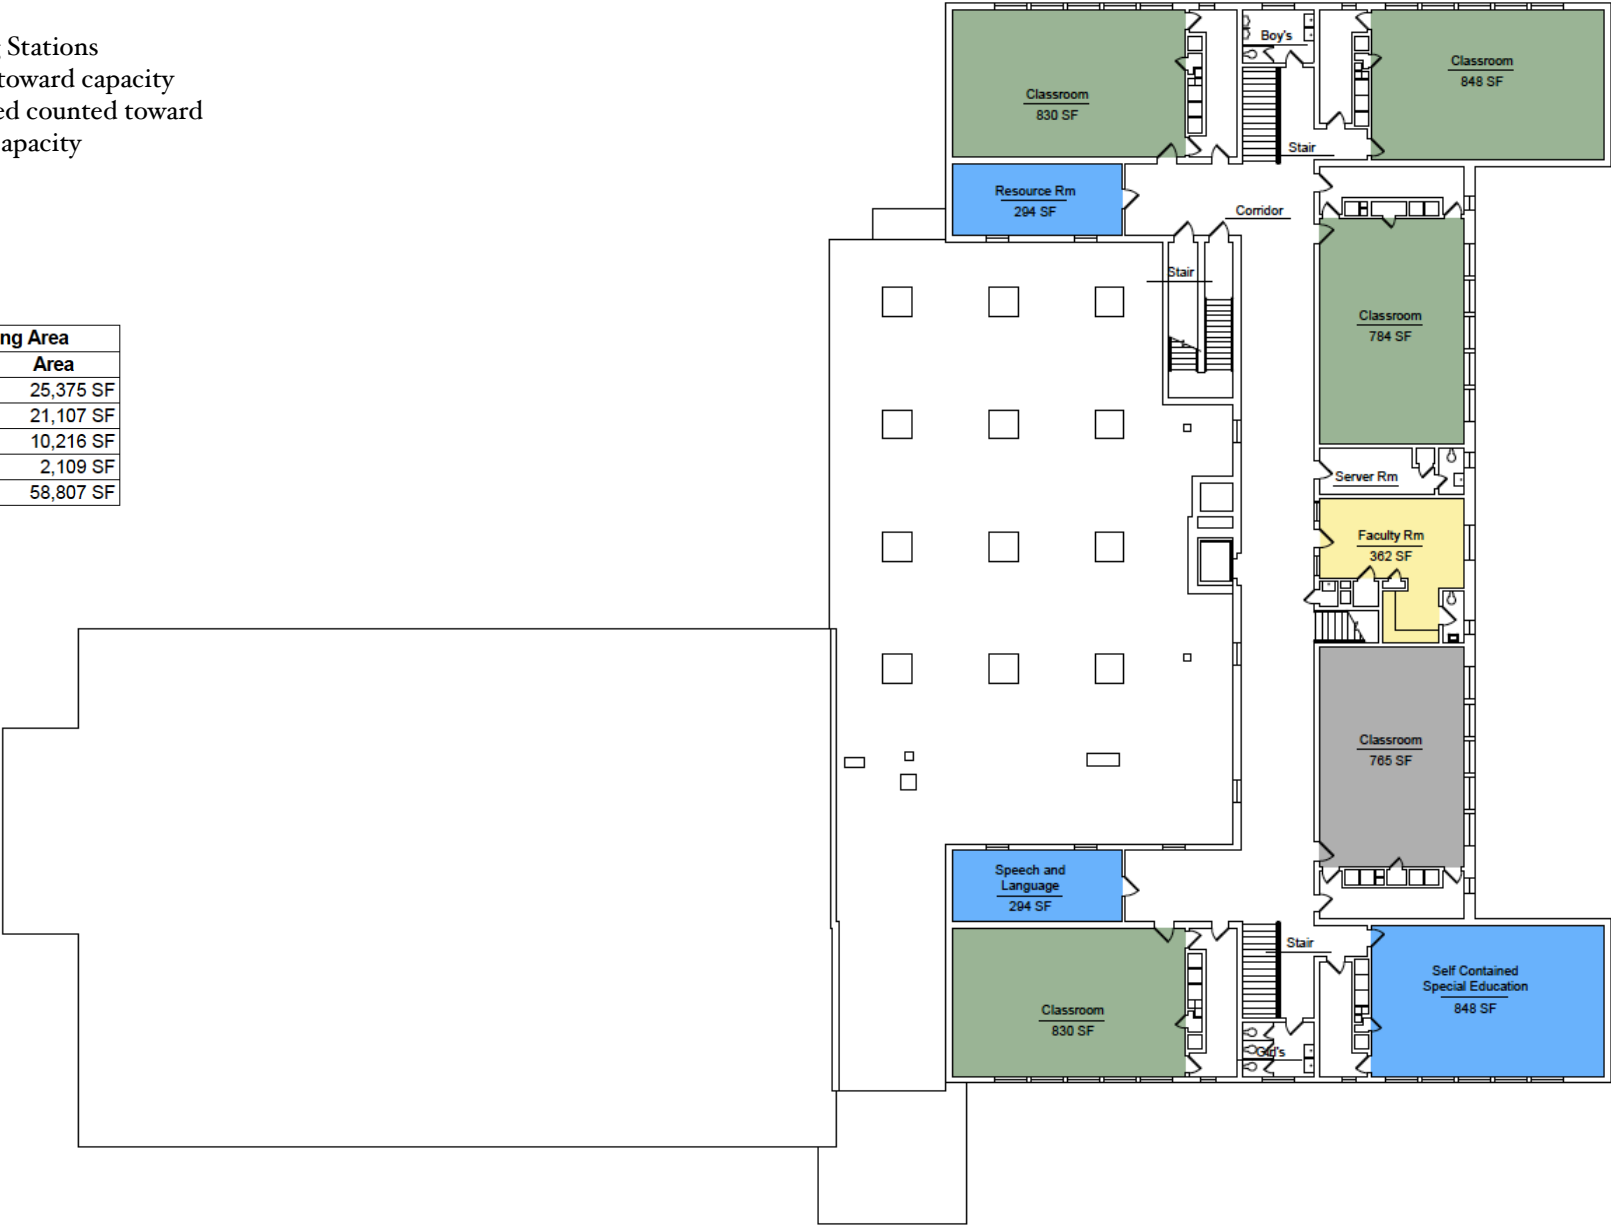 Stations
toward capacity
counted toward
ng Area
Area
25,375 SF
21,107 SF
10,216 SF
2,109 SF
58,807 SF
Boy's
Classroom
848 SF
Classroom
830 SF
Stair
Resource Rm
294 SF
Corridor
Stair
Classroom
784 SF
Server Rm
Faculty Rm
362 SF
Classroom
765 SF
Speech and
Language
294 SF
Stair
Self Contained
Special Education
848 SF
Classroom
830 SF
Girl's